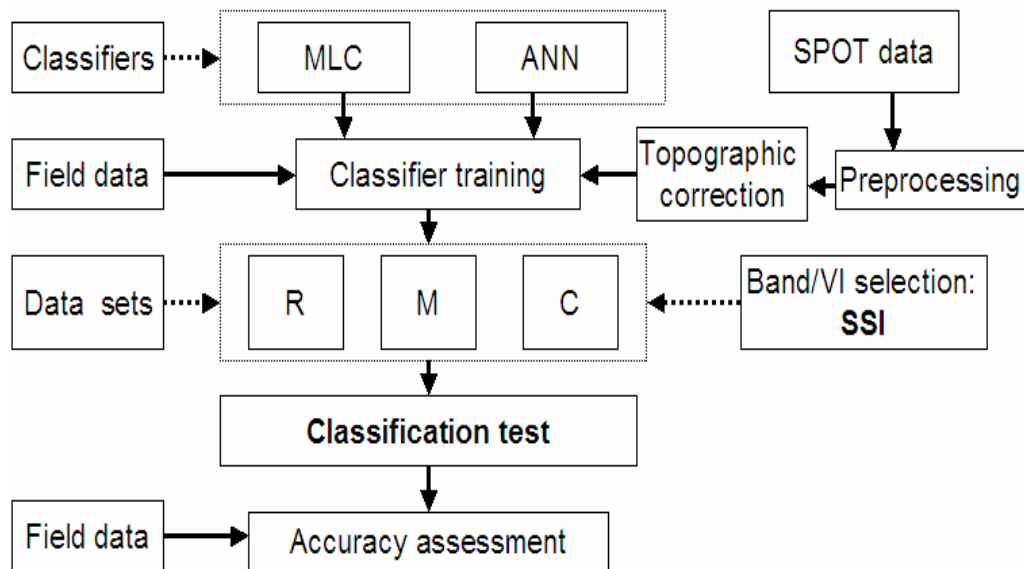 Classifiers
MLC
ANN
SPOT data
Field data
Classifier training
Topographic
correction
Preprocessing
Data sets
R
M
C
Band/VI selection:
SSI
Classification test
Field data
Accuracy assessment